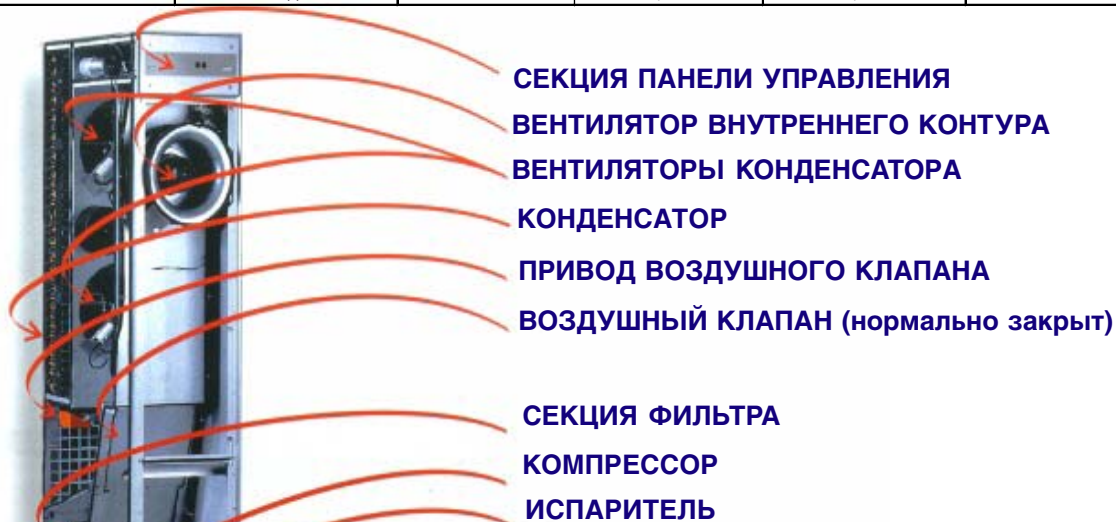 СЕКЦИЯ ПАНЕЛИ УПРАВЛЕНИЯ
ВЕНТИЛЯТОР ВНУТРЕННЕГО КОНТУРА
ВЕНТИЛЯТОРЫ КОНДЕНСАТОРА
КОНДЕНСАТОР
ПРИВОД ВОЗДУШНОГО КЛАПАНА
ВОЗДУШНЫЙ КЛАПАН (нормально закрыт)
СЕКЦИЯ ФИЛЬТРА
КОМПРЕССОР
ИСПАРИТЕЛЬ